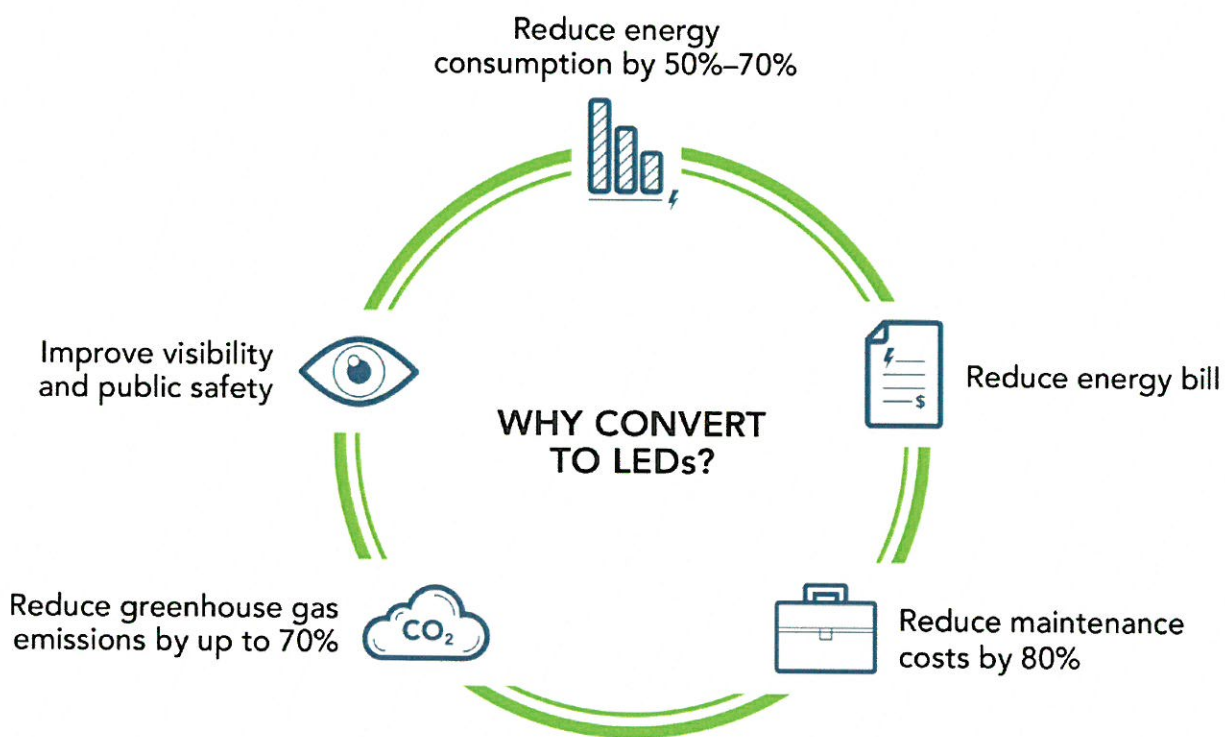 Reduce energy
consumption by 50%–70%
Reduce energy bill
$
Reduce maintenance
costs by 80%
CO₂
Reduce greenhouse gas
emissions by up to 70%
Improve visibility
and public safety
WHY CONVERT
TO LEDs?